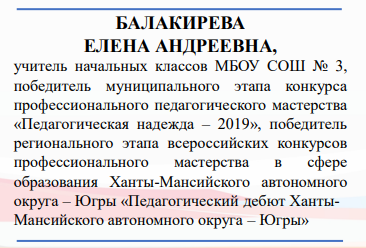 БАЛАКИРЕВА
ЕЛЕНА АНДРЕЕВНА,
учитель начальных классов МБОУ СОШ № 3,
победитель муниципального этапа конкурса
профессионального педагогического мастерства
«Педагогическая надежда – 2019», победитель
регионального этапа всероссийских конкурсов
профессионального мастерства в сфере
образования Ханты-Мансийского автономного
округа – Югры «Педагогический дебют Ханты-
Мансийского автономного округа – Югры»